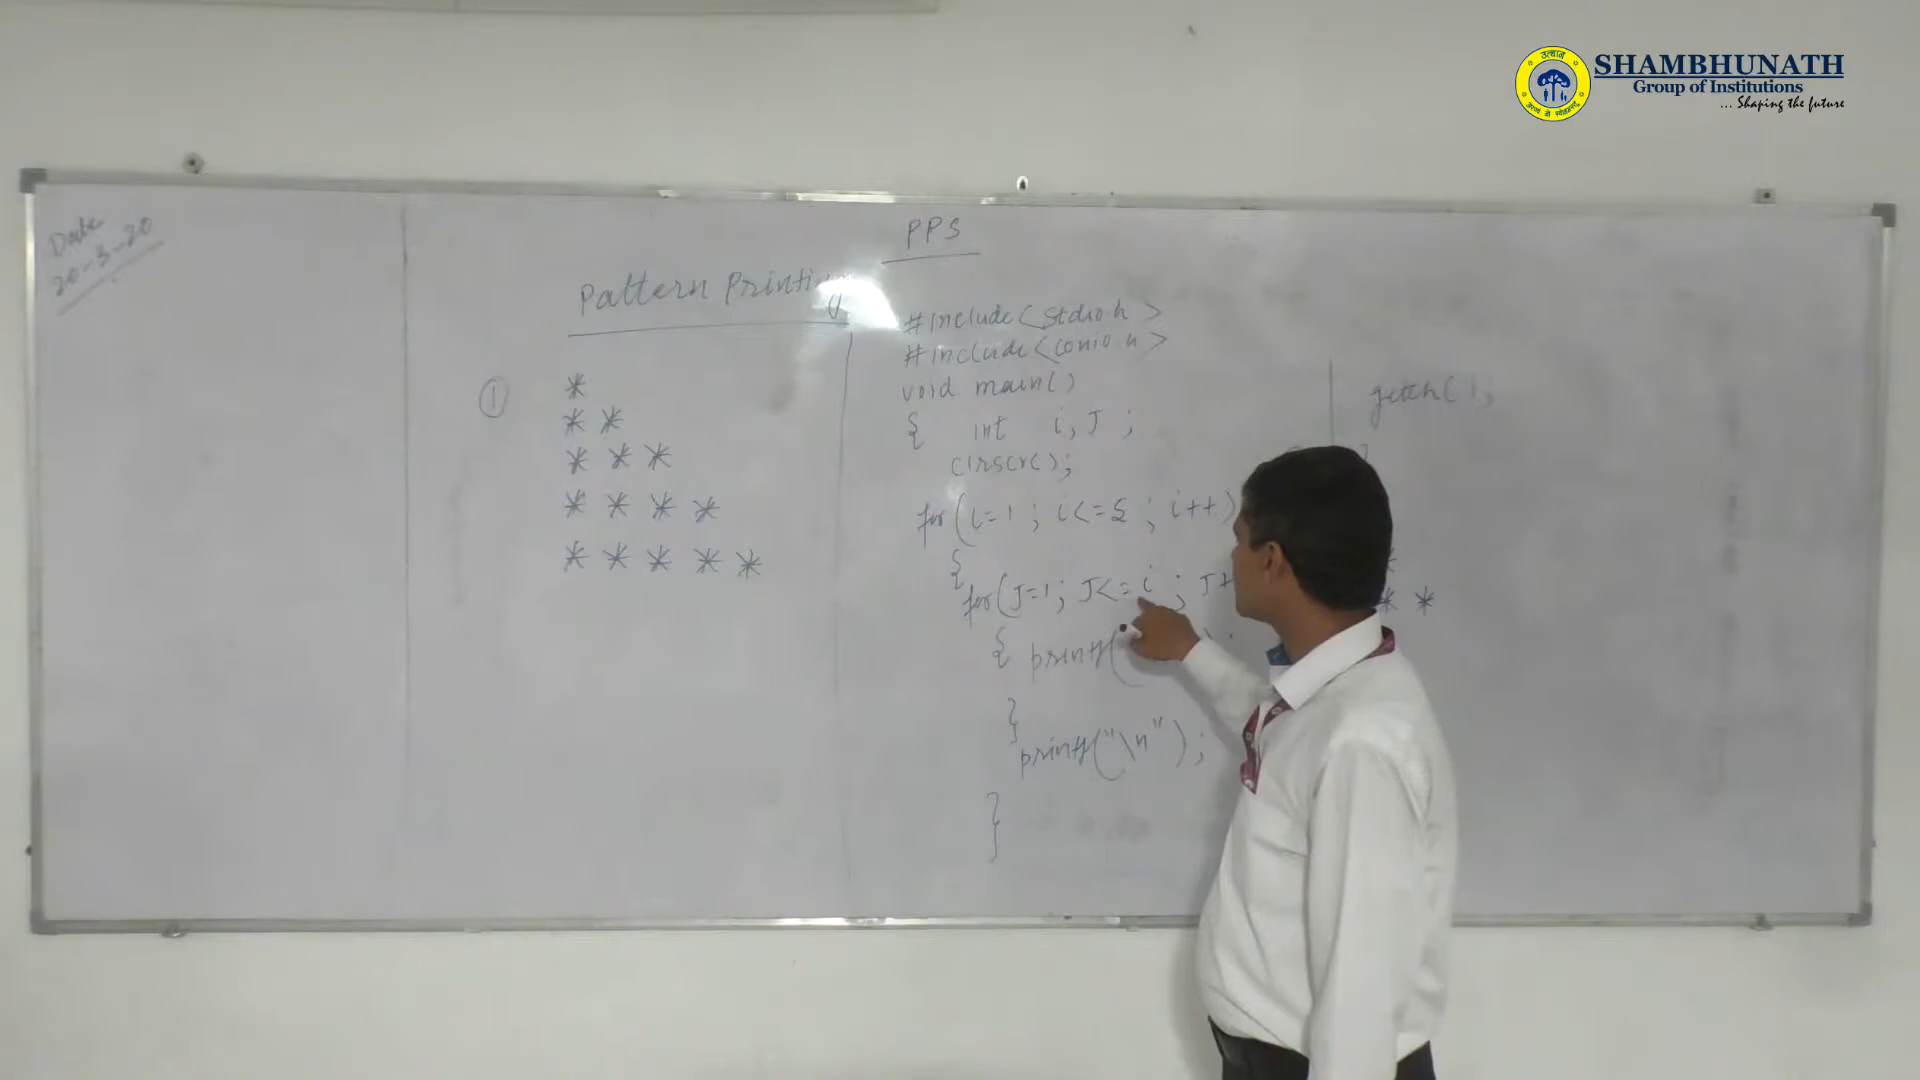 उत्थान
SHAMBHUNATH
Group of Institutions
... Shaping the future
Date
20-3-20
PPS
Pattern Printing
① *
* *
* * *
* * * *
* * * * *
#include<stdio.h>
#include<conio.h>
void main()
{ int i,J ;
clrscr();
for(i=1 ; i<=5 ; i++)
{
for(J=1; J<=i ; J+
{ printf(
}
printf("\n");
}
getch();
}
*
* *